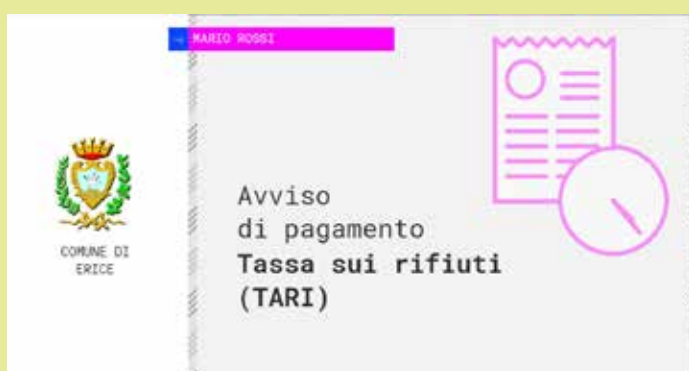 MARIO ROSSI
COMUNE DI
ERICE
Avviso
di pagamento
Tassa sui rifiuti
(TARI)